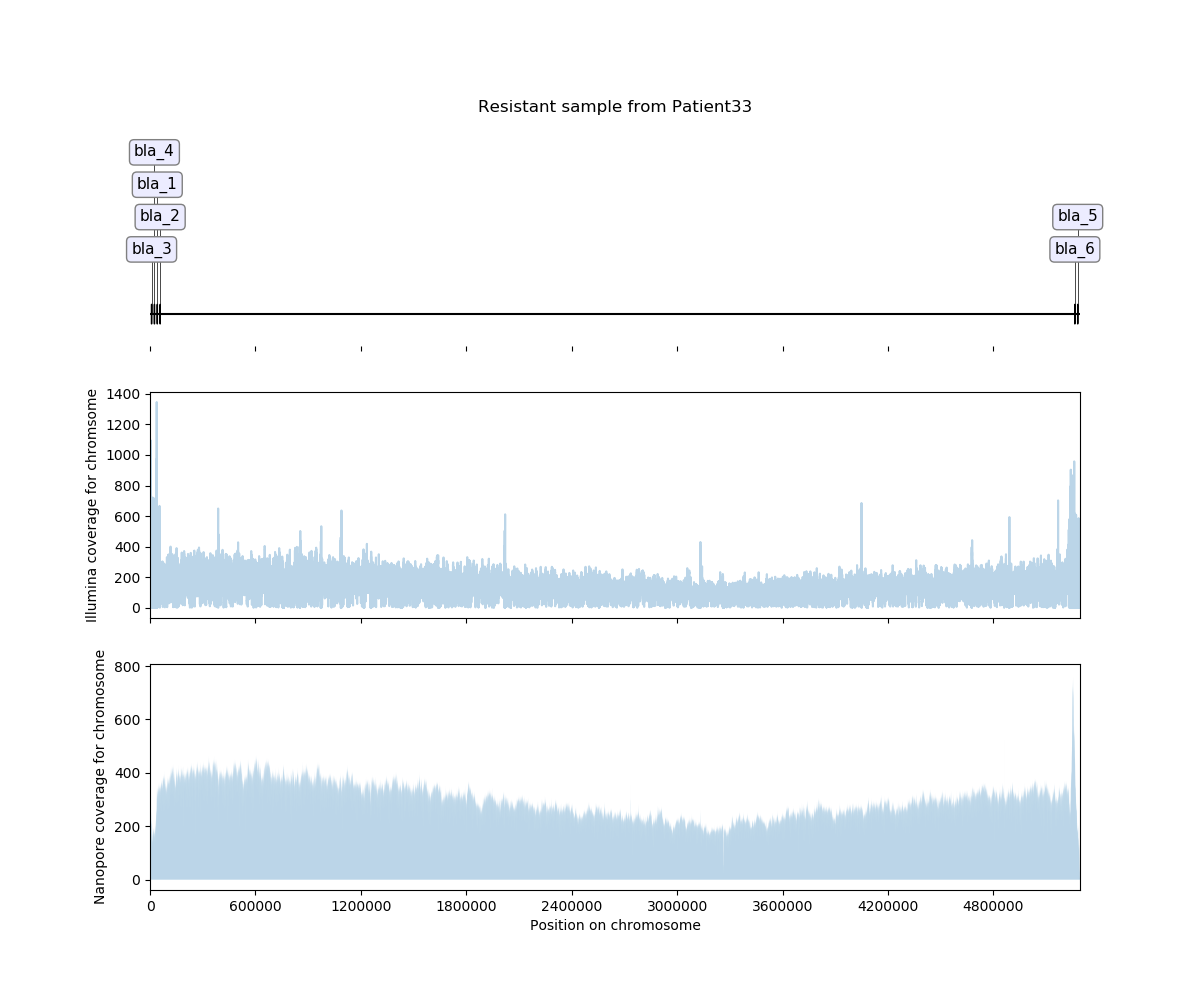 Resistant sample from Patient33
bla_4
bla_1
bla_2
bla_5
bla_3
bla_6
Illumina coverage for chromsome
1400
1200
1000
800
600
400
200
0
Nanopore coverage for chromosome
800
600
400
200
0
0 600000 1200000 1800000 2400000 3000000 3600000 4200000 4800000
Position on chromosome